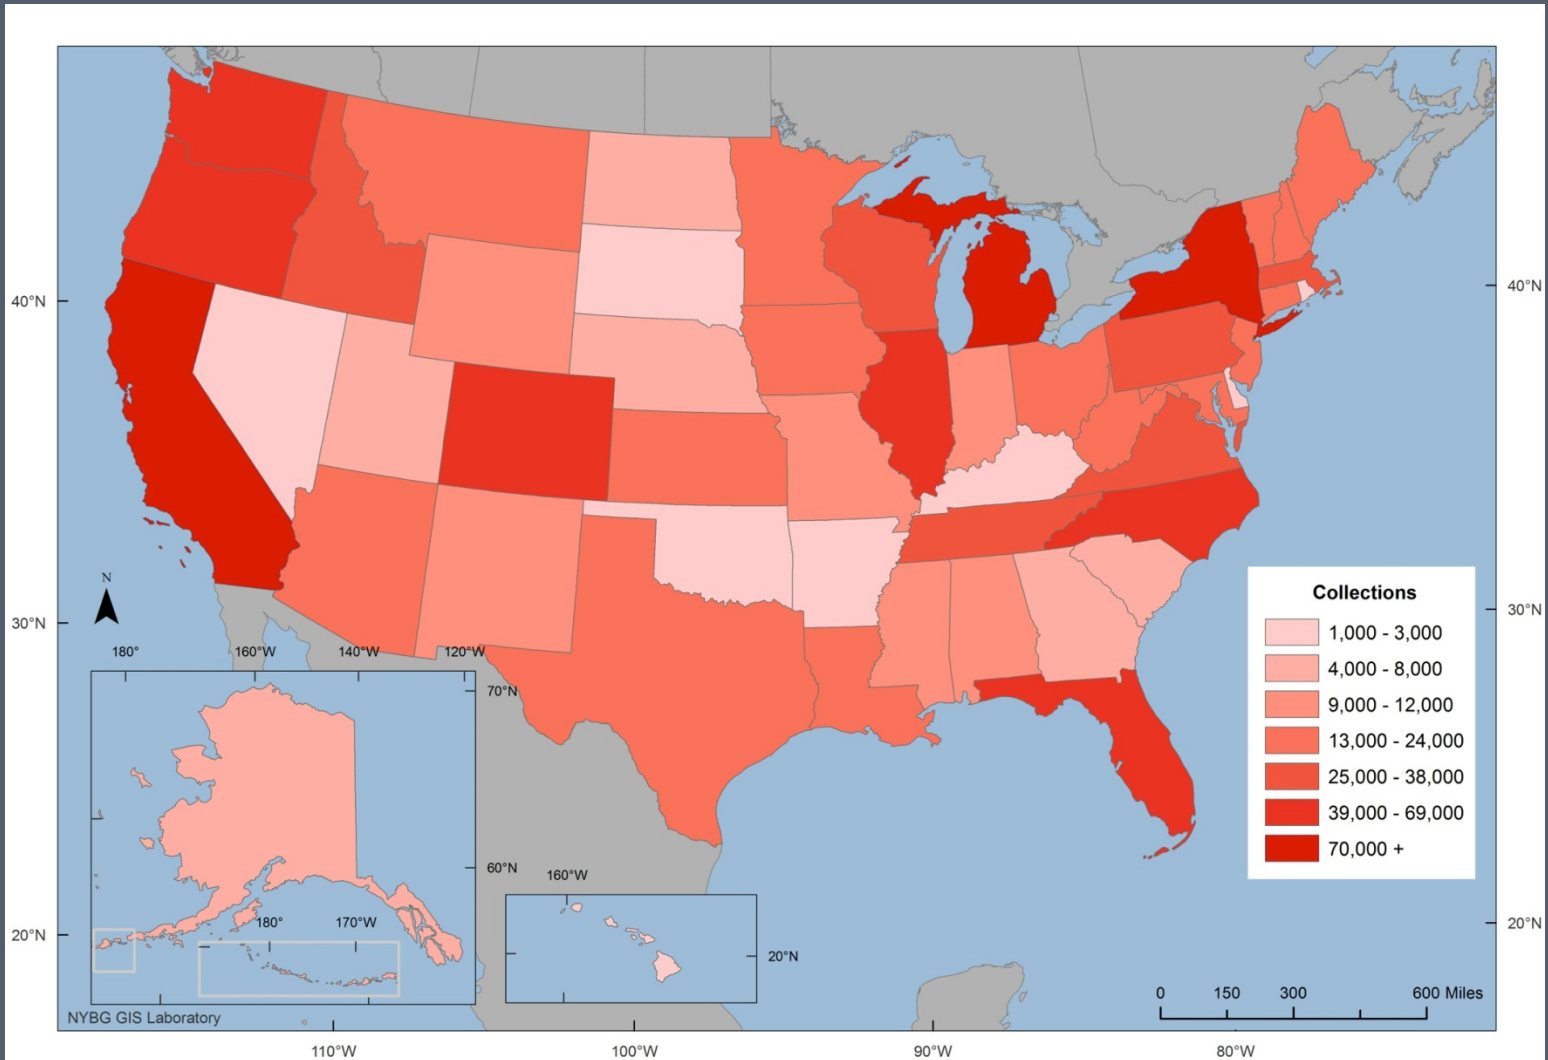 40°N
40°N
N
30°N
30°N
180°
160°W
140°W
120°W
70°N
60°N
180°
170°W
160°W
20°N
20°N
20°N
Collections
1,000 - 3,000
4,000 - 8,000
9,000 - 12,000
13,000 - 24,000
25,000 - 38,000
39,000 - 69,000
70,000 +
0 150 300 600 Miles
NYBG GIS Laboratory
110°W
100°W
90°W
80°W